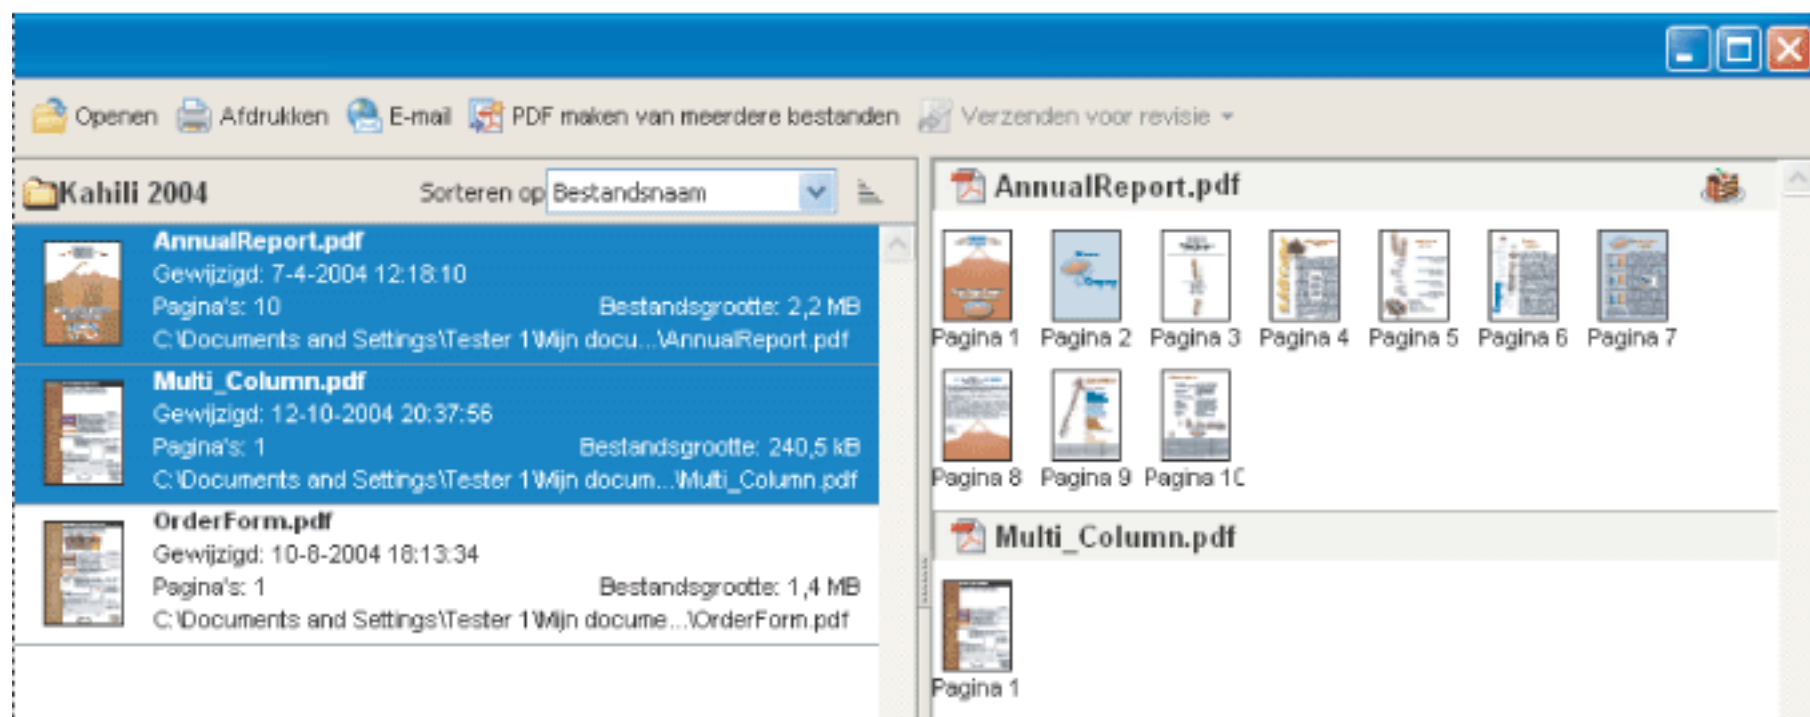 Openen Afdrukken E-mail PDF maken van meerdere bestanden Verzenden voor revisie
Kahili 2004 Sorteren op Bestandsnaam
AnnualReport.pdf
Gewijzigd: 7-4-2004 12:18:10
Pagina's: 10 Bestandsgrootte: 2,2 MB
C:\Documents and Settings\Tester 1\Mijn docu...\AnnualReport.pdf
Multi_Column.pdf
Gewijzigd: 12-10-2004 20:37:56
Pagina's: 1 Bestandsgrootte: 240,5 kB
C:\Documents and Settings\Tester 1\Mijn docum...\Multi_Column.pdf
OrderForm.pdf
Gewijzigd: 10-8-2004 18:13:34
Pagina's: 1 Bestandsgrootte: 1,4 MB
C:\Documents and Settings\Tester 1\Mijn docume...\OrderForm.pdf
AnnualReport.pdf
Pagina 1 Pagina 2 Pagina 3 Pagina 4 Pagina 5 Pagina 6 Pagina 7
Pagina 8 Pagina 9 Pagina 10
Multi_Column.pdf
Pagina 1